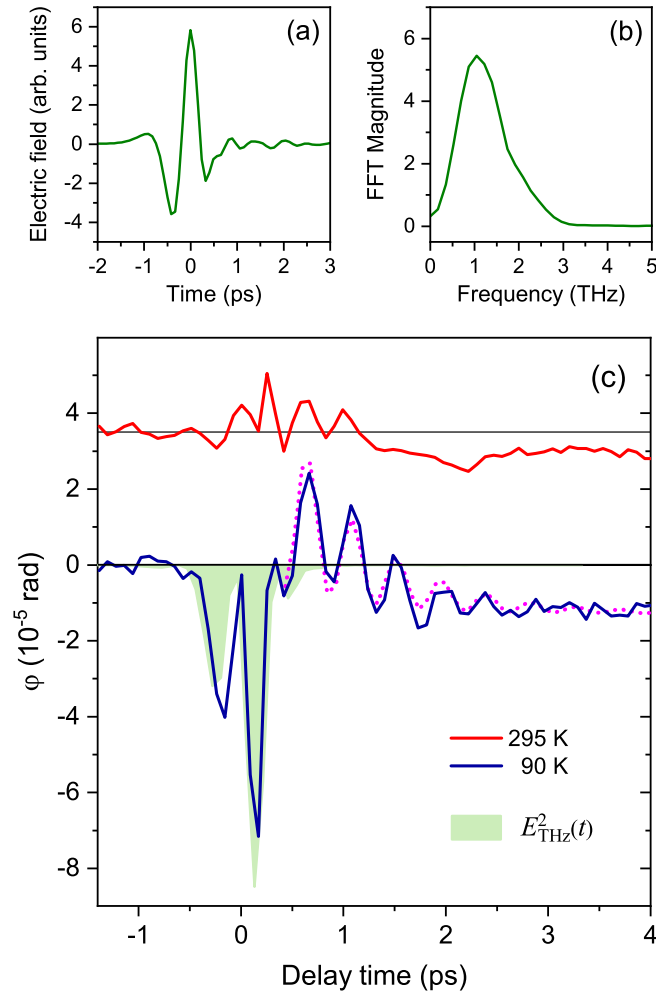 (a)
Electric field (arb. units)
6
4
2
0
-2
-4
-2 -1 0 1 2 3
Time (ps)
(b)
FFT Magnitude
6
4
2
0
0 1 2 3 4 5
Frequency (THz)
(c)
φ (10⁻⁵ rad)
4
2
0
-2
-4
-6
-8
295 K
90 K
E²THz(t)
-1 0 1 2 3 4
Delay time (ps)